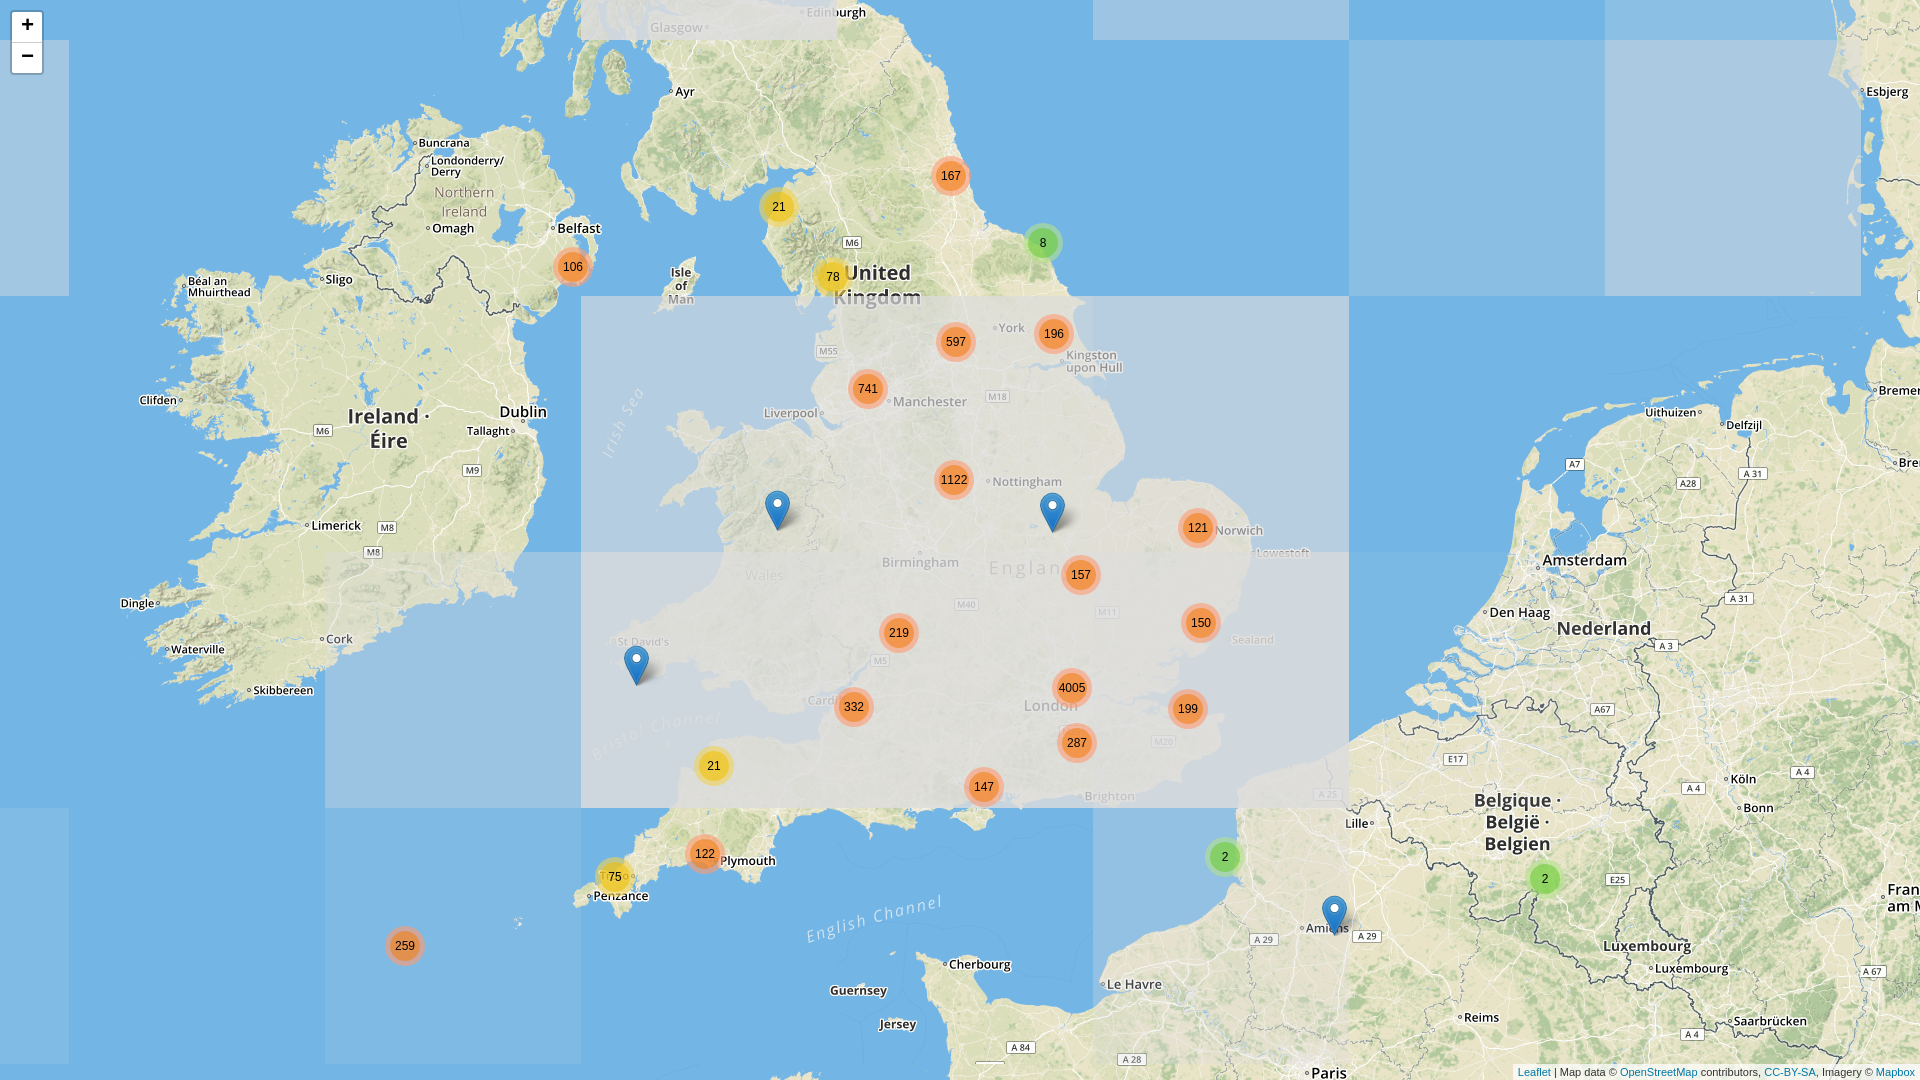 +
−
Glasgow
Edinburgh
Ayr
Esbjerg
Buncrana
Londonderry/
Derry
Northern
Ireland
Omagh
Belfast
167
21
8
M6
106
78
United
Kingdom
Isle
of
Man
Sligo
Béal an
Mhuirthead
York
196
597
M55
Kingston
upon Hull
741
Manchester
M18
Liverpool
Irish Sea
Clifden
Ireland ·
Éire
Dublin
Tallaght
M6
M9
Uithuizen
Delfzijl
Bremer
A7
A 31
A28
Bre
1122
Nottingham
121
Norwich
Lowestoft
Limerick
M8
M8
Birmingham
Englan
157
Wales
Amsterdam
M40
M11
A 31
Den Haag
Nederland
A 3
Dingle
Cork
Waterville
Skibbereen
St David's
219
150
Sealand
M5
4005
London
199
Cardi
332
287
M20
Bristol Channel
A67
E17
21
147
Brighton
A 25
Köln
A 4
A 4
Bonn
Belgique ·
België ·
Belgien
Lille
122
Plymouth
75
Penzance
2
2
E25
Fran
am M
English Channel
Amiens
A 29
A 29
259
Luxembourg
Luxembourg
A 67
Cherbourg
Le Havre
Guernsey
Jersey
Reims
Saarbrücken
A 84
A 28
A 4
Paris
Leaflet | Map data © OpenStreetMap contributors, CC-BY-SA, Imagery © Mapbox